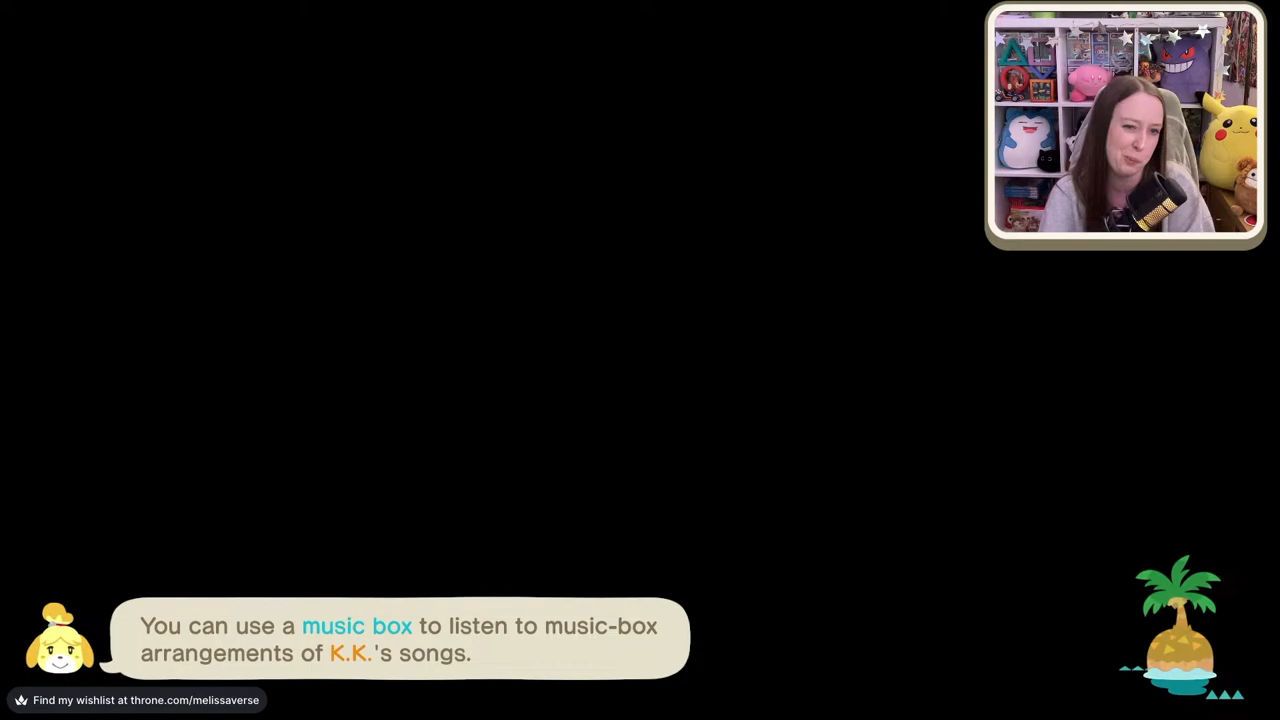 You can use a music box to listen to music-box
arrangements of K.K.'s songs.
Find my wishlist at throne.com/melissaverse